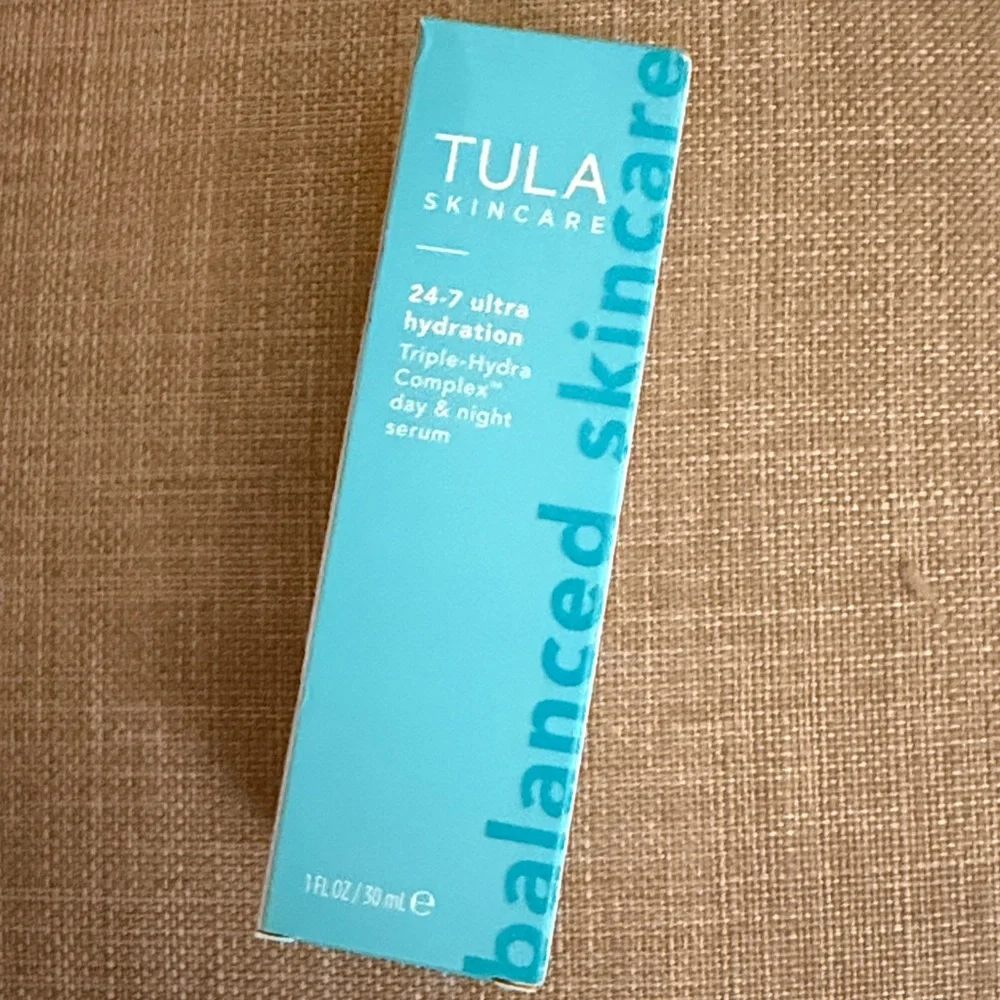 TULA
SKINCARE
24-7 ultra
hydration
Triple-Hydra
Complex™
day & night
serum
1 FL OZ / 30 mL ℮
balanced skincare